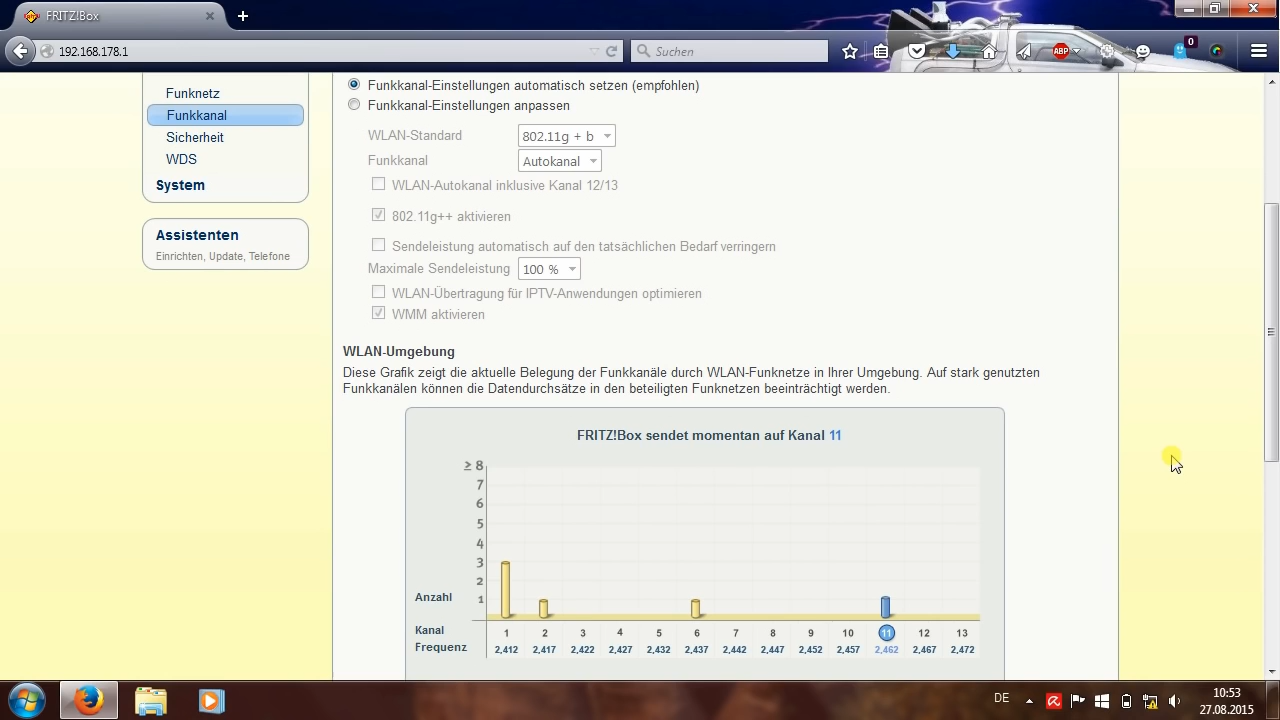 FRITZ!Box
192.168.178.1
Suchen
ABP
0
Funknetz
Funkkanal
Sicherheit
WDS
System
Assistenten
Einrichten, Update, Telefone
Funkkanal-Einstellungen automatisch setzen (empfohlen)
Funkkanal-Einstellungen anpassen
WLAN-Standard 802.11g + b
Funkkanal Autokanal
WLAN-Autokanal inklusive Kanal 12/13
802.11g++ aktivieren
Sendeleistung automatisch auf den tatsächlichen Bedarf verringern
Maximale Sendeleistung 100 %
WLAN-Übertragung für IPTV-Anwendungen optimieren
WMM aktivieren
WLAN-Umgebung
Diese Grafik zeigt die aktuelle Belegung der Funkkanäle durch WLAN-Funknetze in Ihrer Umgebung. Auf stark genutzten
Funkkanälen können die Datendurchsätze in den beteiligten Funknetzen beeinträchtigt werden.
FRITZ!Box sendet momentan auf Kanal 11
≥ 8
7
6
5
4
3
2
Anzahl 1
Kanal 1 2 3 4 5 6 7 8 9 10 11 12 13
Frequenz 2,412 2,417 2,422 2,427 2,432 2,437 2,442 2,447 2,452 2,457 2,462 2,467 2,472
DE
10:53
27.08.2015